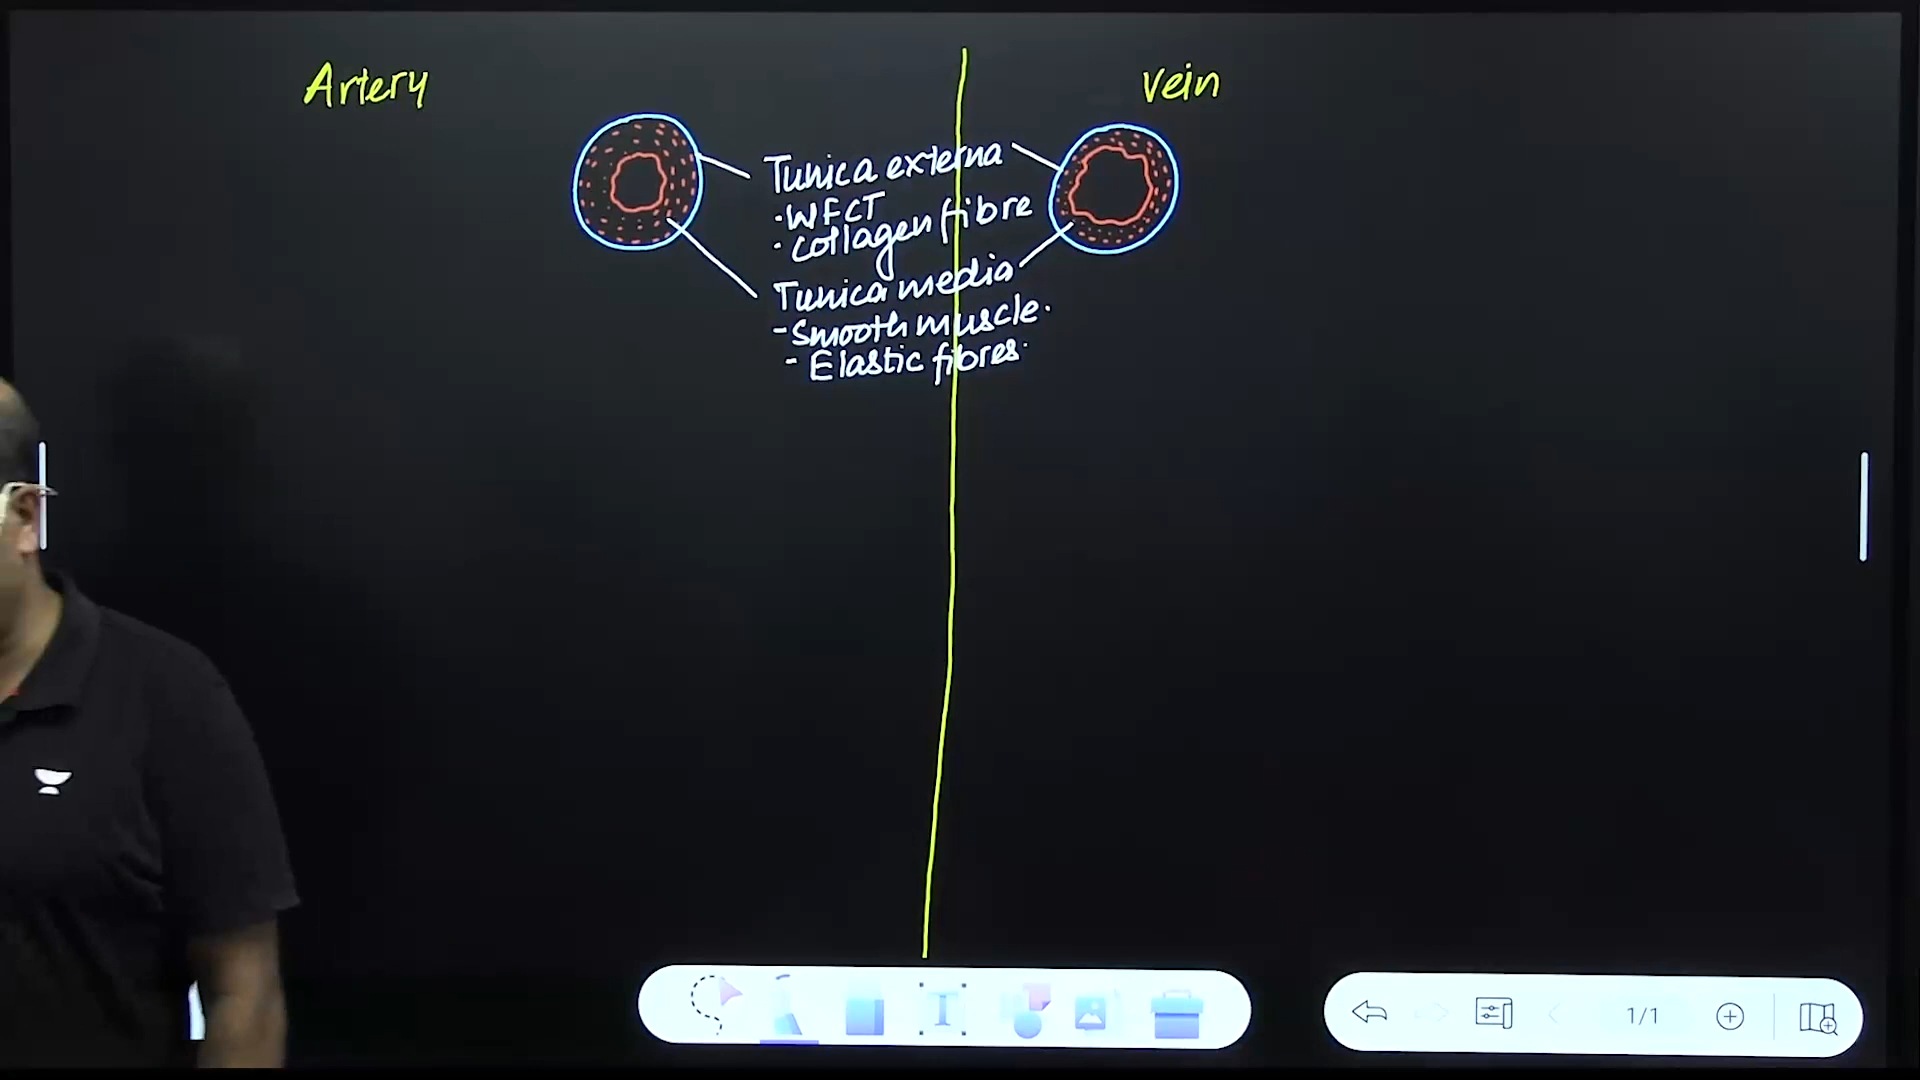 Artery
Vein
Tunica externa
· WFCT
· Collagen fibre
Tunica media
- Smooth muscle.
- Elastic fibres.
T
1/1